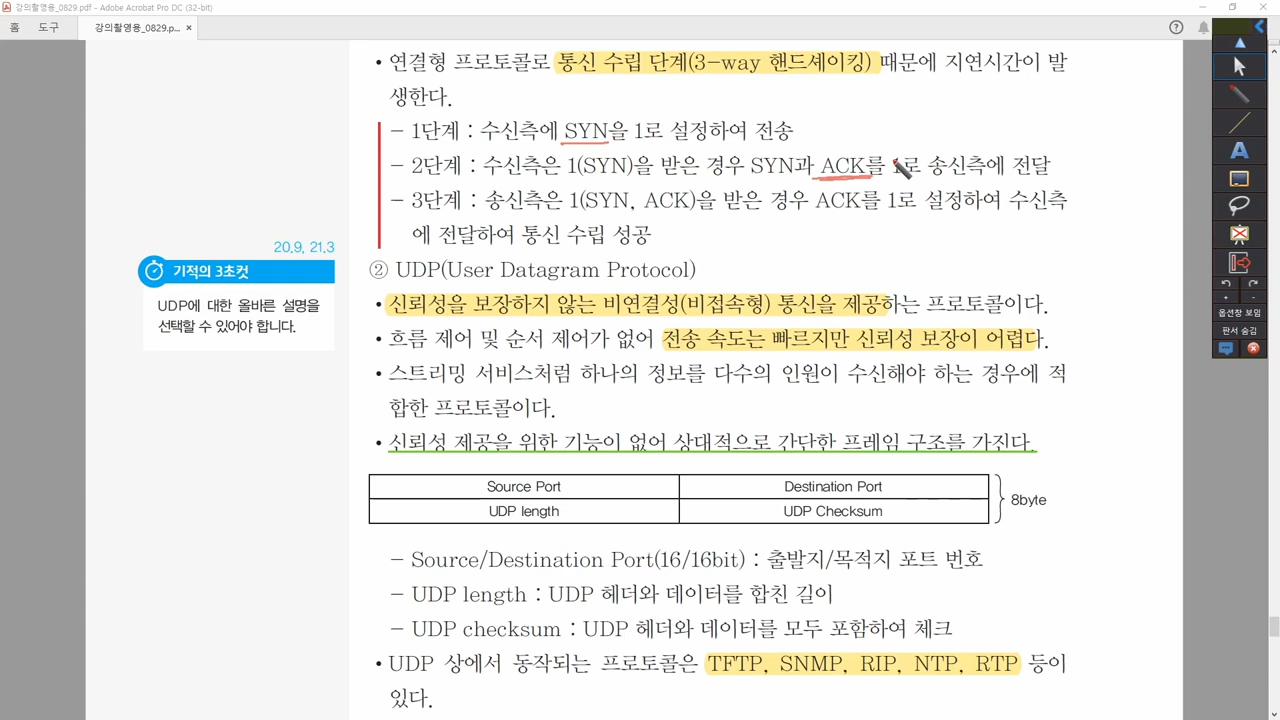 강의촬영용_0829.pdf - Adobe Acrobat Pro DC (32-bit)
홈 도구 강의촬영용_0829.p... ×
• 연결형 프로토콜로 통신 수립 단계(3-way 핸드셰이킹) 때문에 지연시간이 발
생한다.
- 1단계 : 수신측에 SYN을 1로 설정하여 전송
- 2단계 : 수신측은 1(SYN)을 받은 경우 SYN과 ACK를 1로 송신측에 전달
- 3단계 : 송신측은 1(SYN, ACK)을 받은 경우 ACK를 1로 설정하여 수신측
에 전달하여 통신 수립 성공
20.9, 21.3
기적의 3초컷
UDP에 대한 올바른 설명을
선택할 수 있어야 합니다.
② UDP(User Datagram Protocol)
• 신뢰성을 보장하지 않는 비연결성(비접속형) 통신을 제공하는 프로토콜이다.
• 흐름 제어 및 순서 제어가 없어 전송 속도는 빠르지만 신뢰성 보장이 어렵다.
• 스트리밍 서비스처럼 하나의 정보를 다수의 인원이 수신해야 하는 경우에 적
합한 프로토콜이다.
• 신뢰성 제공을 위한 기능이 없어 상대적으로 간단한 프레임 구조를 가진다.
Source Port Destination Port
UDP length UDP Checksum
8byte
- Source/Destination Port(16/16bit) : 출발지/목적지 포트 번호
- UDP length : UDP 헤더와 데이터를 합친 길이
- UDP checksum : UDP 헤더와 데이터를 모두 포함하여 체크
• UDP 상에서 동작되는 프로토콜은 TFTP, SNMP, RIP, NTP, RTP 등이
있다.
A
옵션창 보임
판서 숨김